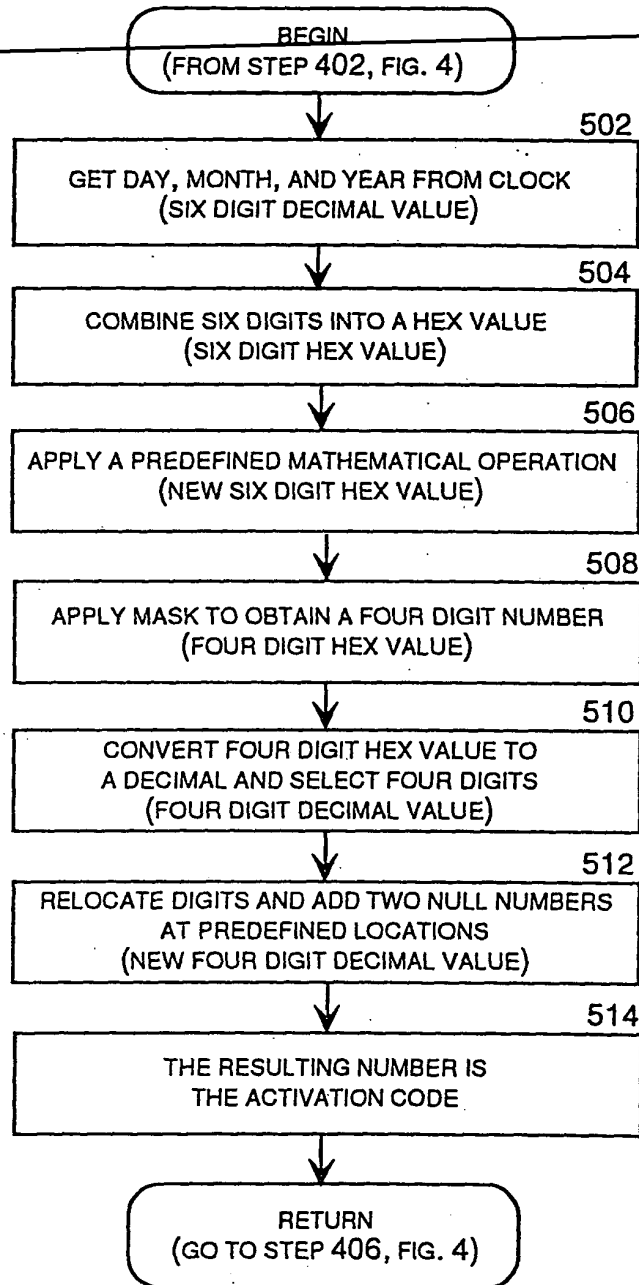 BEGIN
(FROM STEP 402, FIG. 4)
502
GET DAY, MONTH, AND YEAR FROM CLOCK
(SIX DIGIT DECIMAL VALUE)
504
COMBINE SIX DIGITS INTO A HEX VALUE
(SIX DIGIT HEX VALUE)
506
APPLY A PREDEFINED MATHEMATICAL OPERATION
(NEW SIX DIGIT HEX VALUE)
508
APPLY MASK TO OBTAIN A FOUR DIGIT NUMBER
(FOUR DIGIT HEX VALUE)
510
CONVERT FOUR DIGIT HEX VALUE TO
A DECIMAL AND SELECT FOUR DIGITS
(FOUR DIGIT DECIMAL VALUE)
512
RELOCATE DIGITS AND ADD TWO NULL NUMBERS
AT PREDEFINED LOCATIONS
(NEW FOUR DIGIT DECIMAL VALUE)
514
THE RESULTING NUMBER IS
THE ACTIVATION CODE
RETURN
(GO TO STEP 406, FIG. 4)